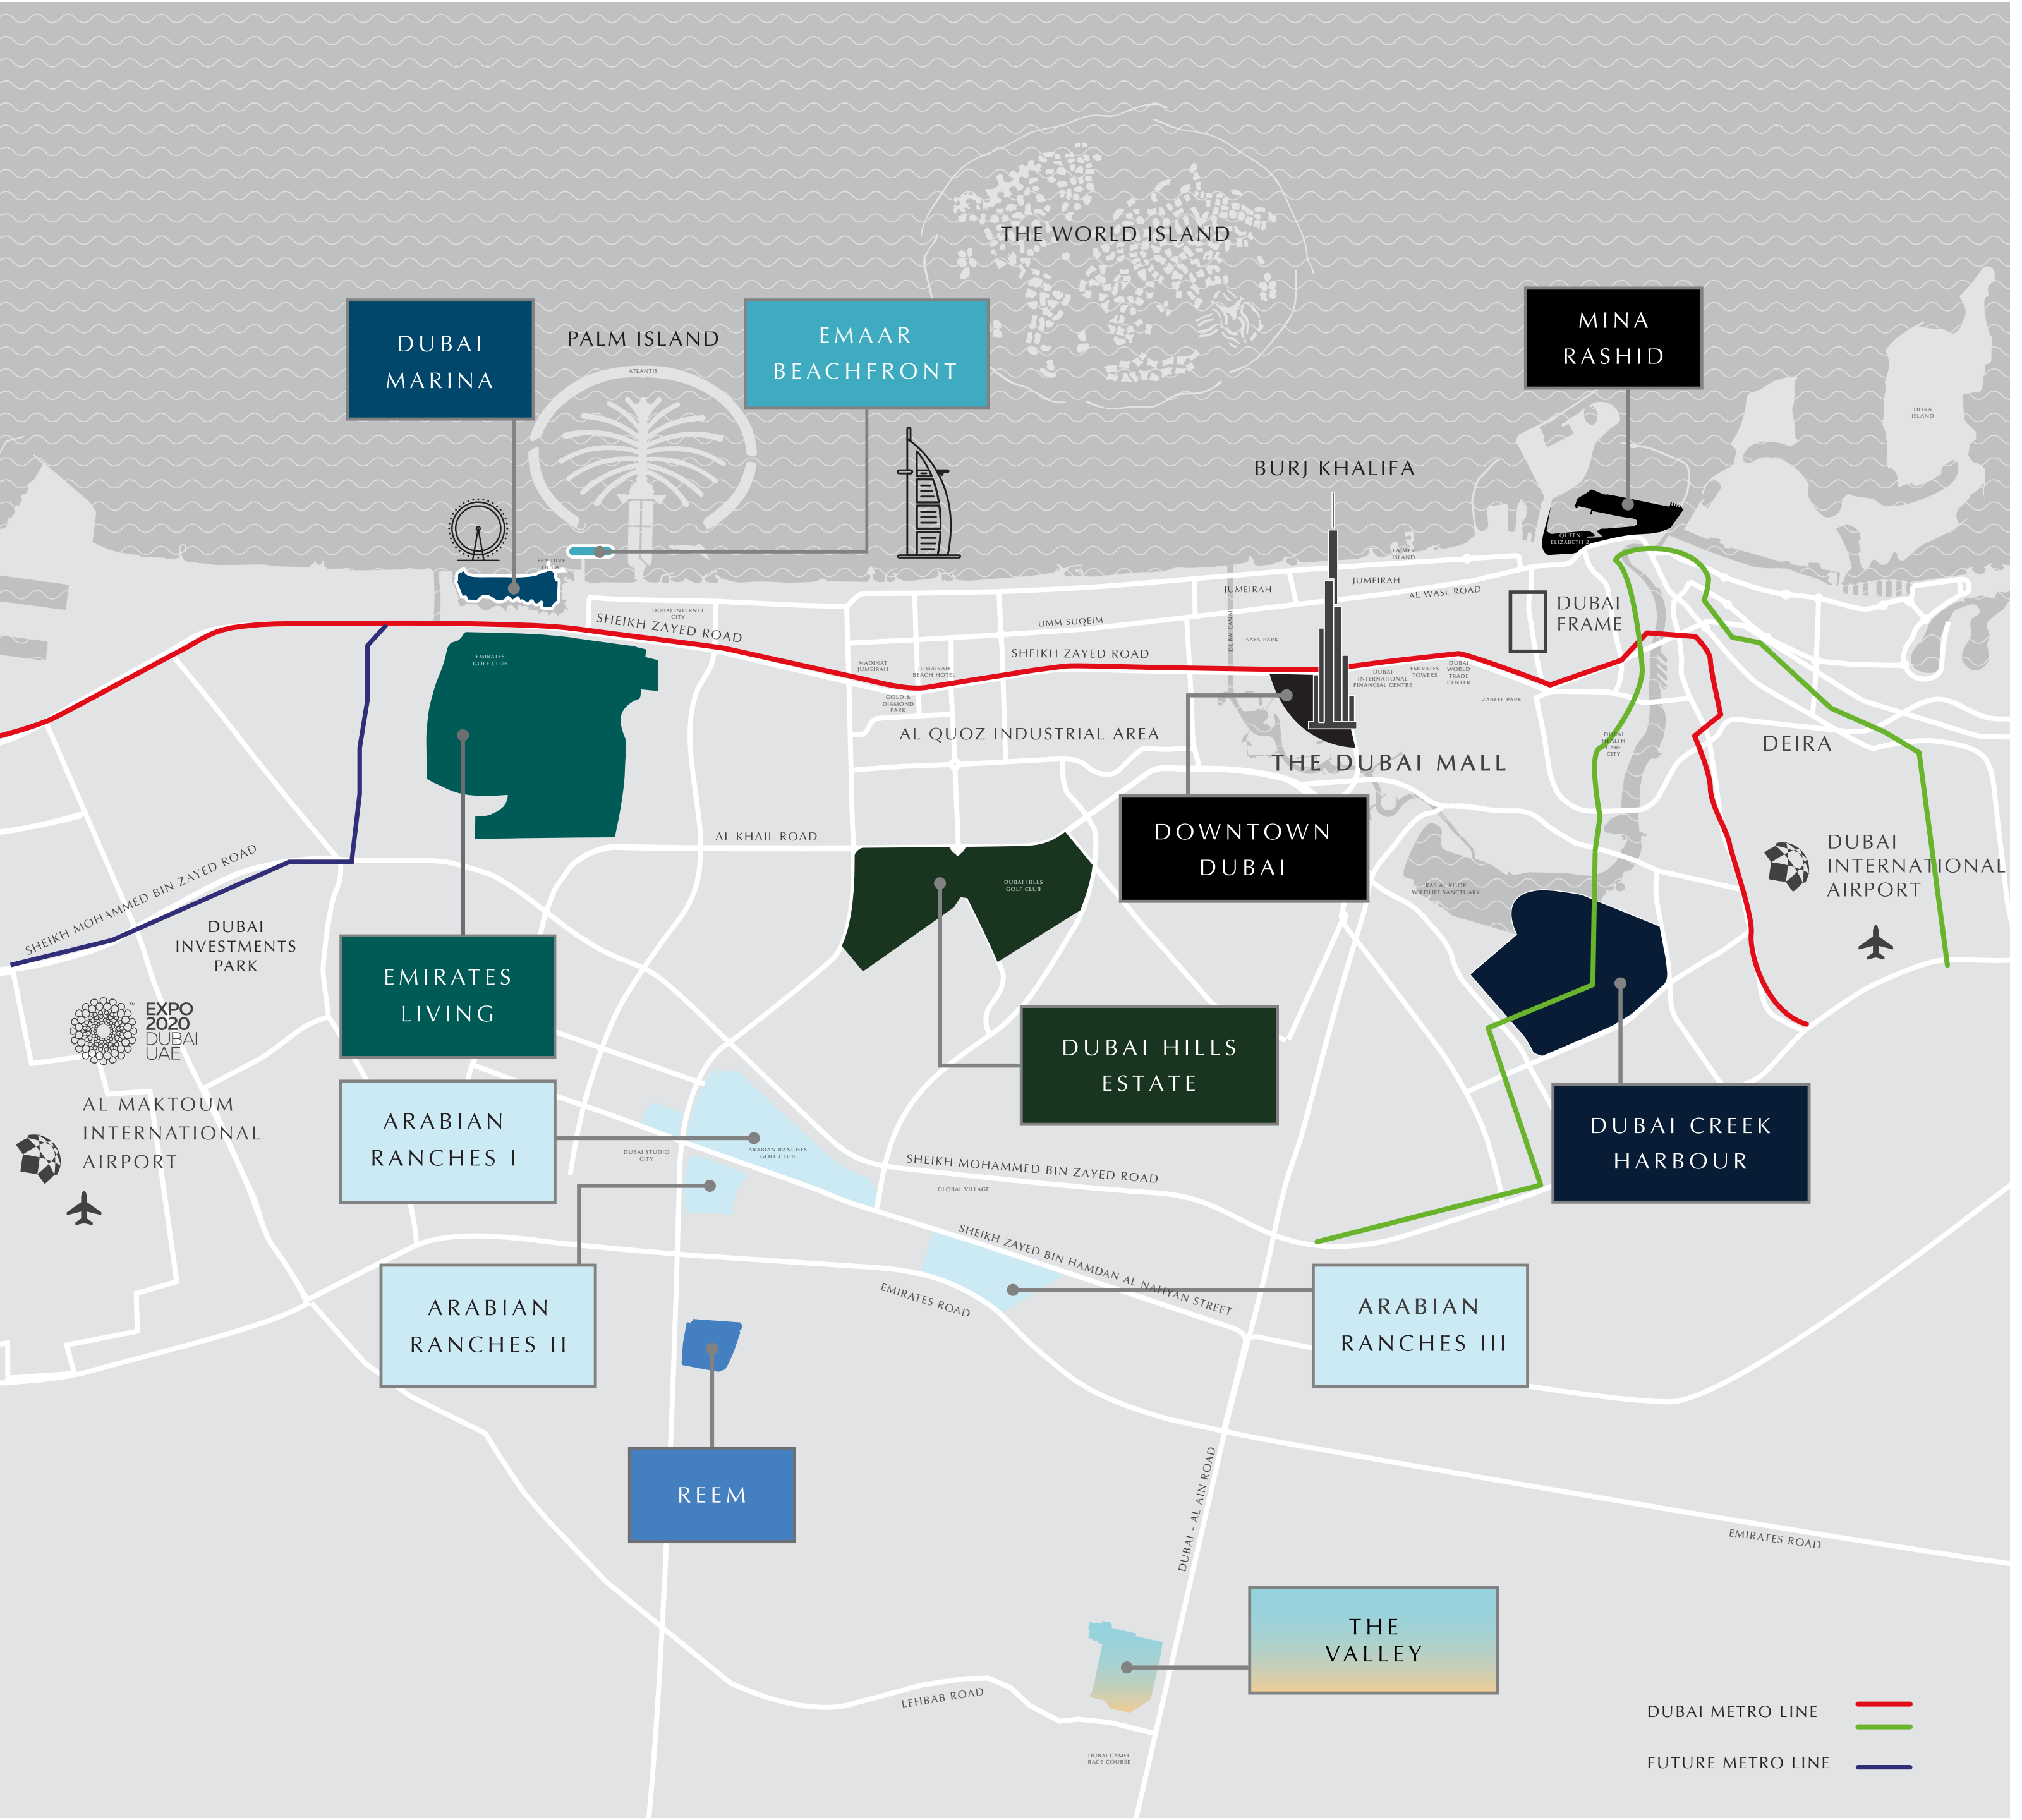 THE WORLD ISLAND
DUBAI
MARINA
PALM ISLAND
ATLANTIS
EMAAR
BEACHFRONT
MINA
RASHID
DEIRA
ISLAND
BURJ KHALIFA
QUEEN
ELIZABETH 2
SKY DIVE
DUBAI
LA MER
ISLAND
JUMEIRAH
JUMEIRAH
AL WASL ROAD
DUBAI
FRAME
DUBAI INTERNET
CITY
SHEIKH ZAYED ROAD
UMM SUQEIM
DUBAI CANAL
SAFA PARK
SHEIKH ZAYED ROAD
EMIRATES
GOLF CLUB
MADINAT
JUMEIRAH
JUMAIRAH
BEACH HOTEL
GOLD &
DIAMOND
PARK
DUBAI
INTERNATIONAL
FINANCIAL CENTRE
EMIRATES
TOWERS
DUBAI
WORLD
TRADE
CENTER
ZABEEL PARK
AL QUOZ INDUSTRIAL AREA
THE DUBAI MALL
DUBAI
HEALTH
CARE
CITY
DEIRA
AL KHAIL ROAD
DOWNTOWN
DUBAI
DUBAI
INTERNATIONAL
AIRPORT
SHEIKH MOHAMMED BIN ZAYED ROAD
DUBAI HILLS
GOLF CLUB
RAS AL KHOR
WILDLIFE SANCTUARY
DUBAI
INVESTMENTS
PARK
EMIRATES
LIVING
EXPO
2020
DUBAI
UAE
TM
DUBAI HILLS
ESTATE
AL MAKTOUM
INTERNATIONAL
AIRPORT
ARABIAN
RANCHES I
DUBAI STUDIO
CITY
ARABIAN RANCHES
GOLF CLUB
DUBAI CREEK
HARBOUR
SHEIKH MOHAMMED BIN ZAYED ROAD
GLOBAL VILLAGE
SHEIKH ZAYED BIN HAMDAN AL NAHYAN STREET
EMIRATES ROAD
ARABIAN
RANCHES II
ARABIAN
RANCHES III
REEM
DUBAI - AL AIN ROAD
EMIRATES ROAD
THE
VALLEY
LEHBAB ROAD
DUBAI CAMEL
RACE COURSE
DUBAI METRO LINE
FUTURE METRO LINE